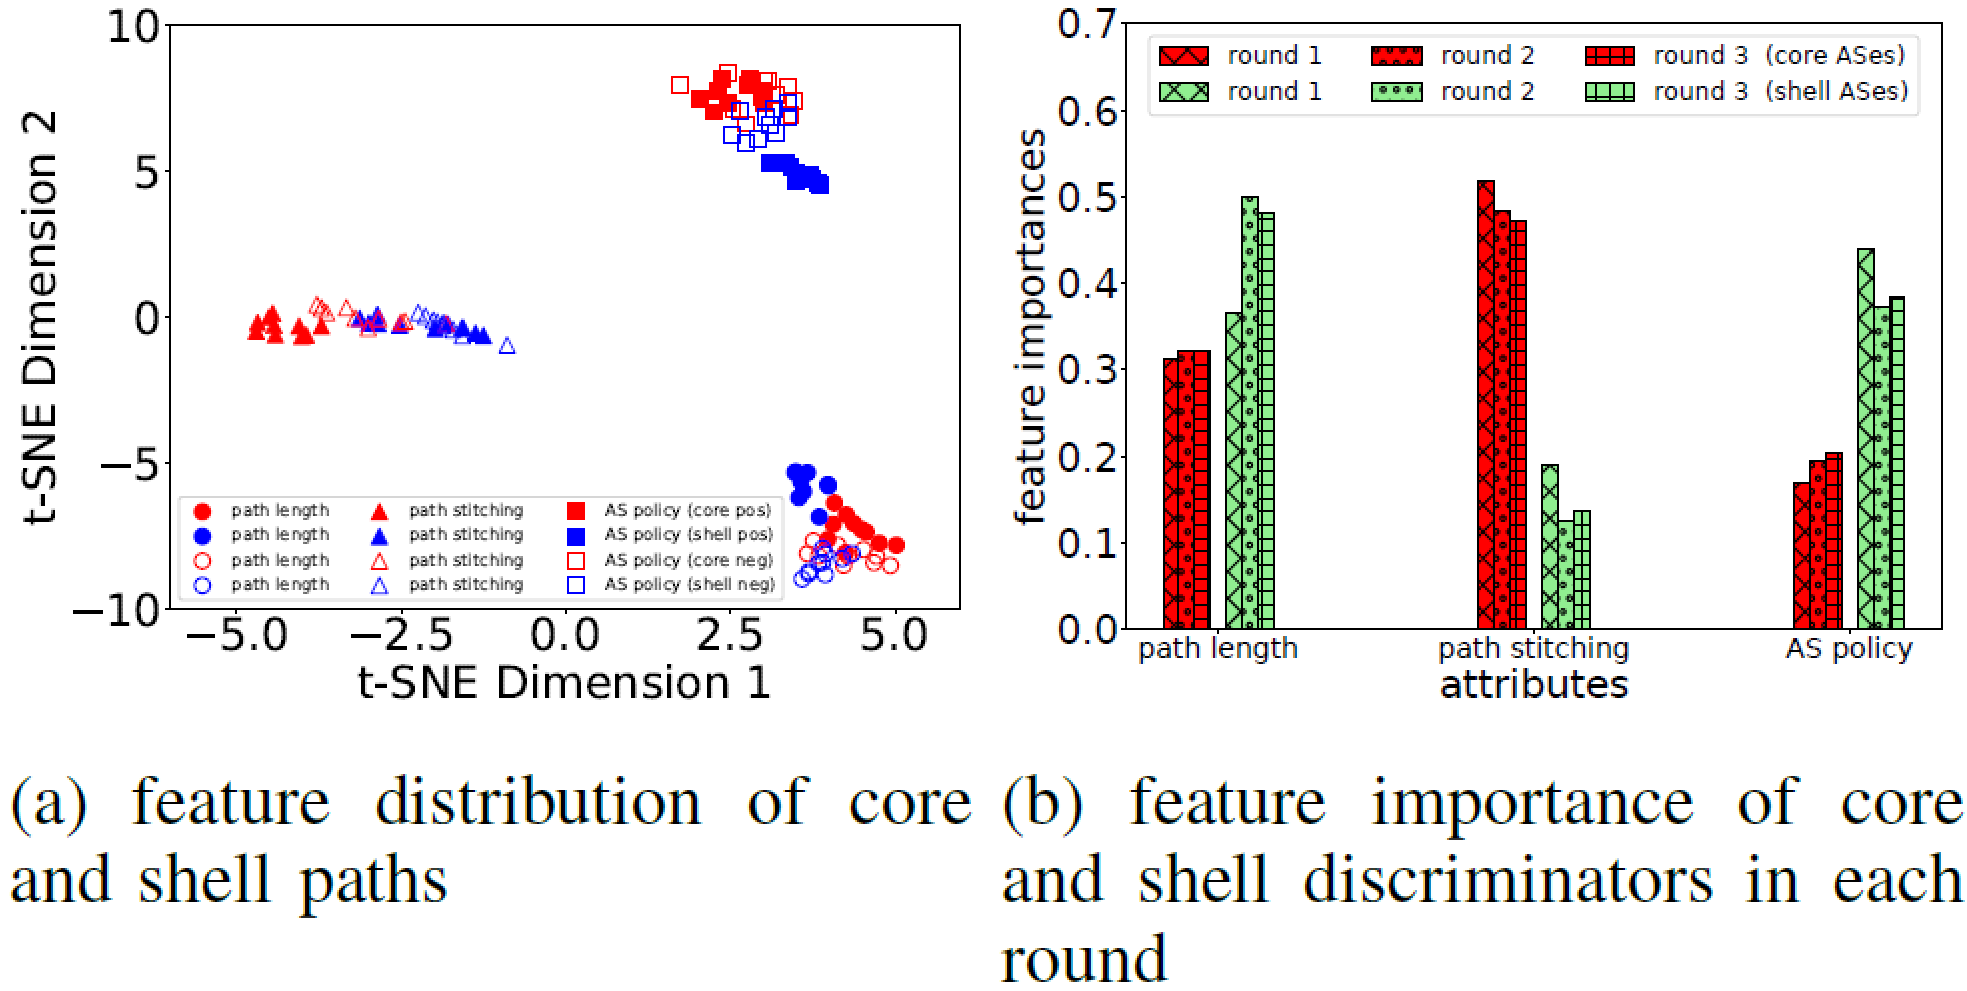 10
5
0
−5
−10
t-SNE Dimension 2
path length path stitching AS policy (core pos)
path length path stitching AS policy (shell pos)
path length path stitching AS policy (core neg)
path length path stitching AS policy (shell neg)
−5.0 −2.5 0.0 2.5 5.0
t-SNE Dimension 1
0.7
0.6
0.5
0.4
0.3
0.2
0.1
0.0
feature importances
round 1 round 2 round 3 (core ASes)
round 1 round 2 round 3 (shell ASes)
path length path stitching AS policy
attributes
(a) feature distribution of core
and shell paths
(b) feature importance of core
and shell discriminators in each
round